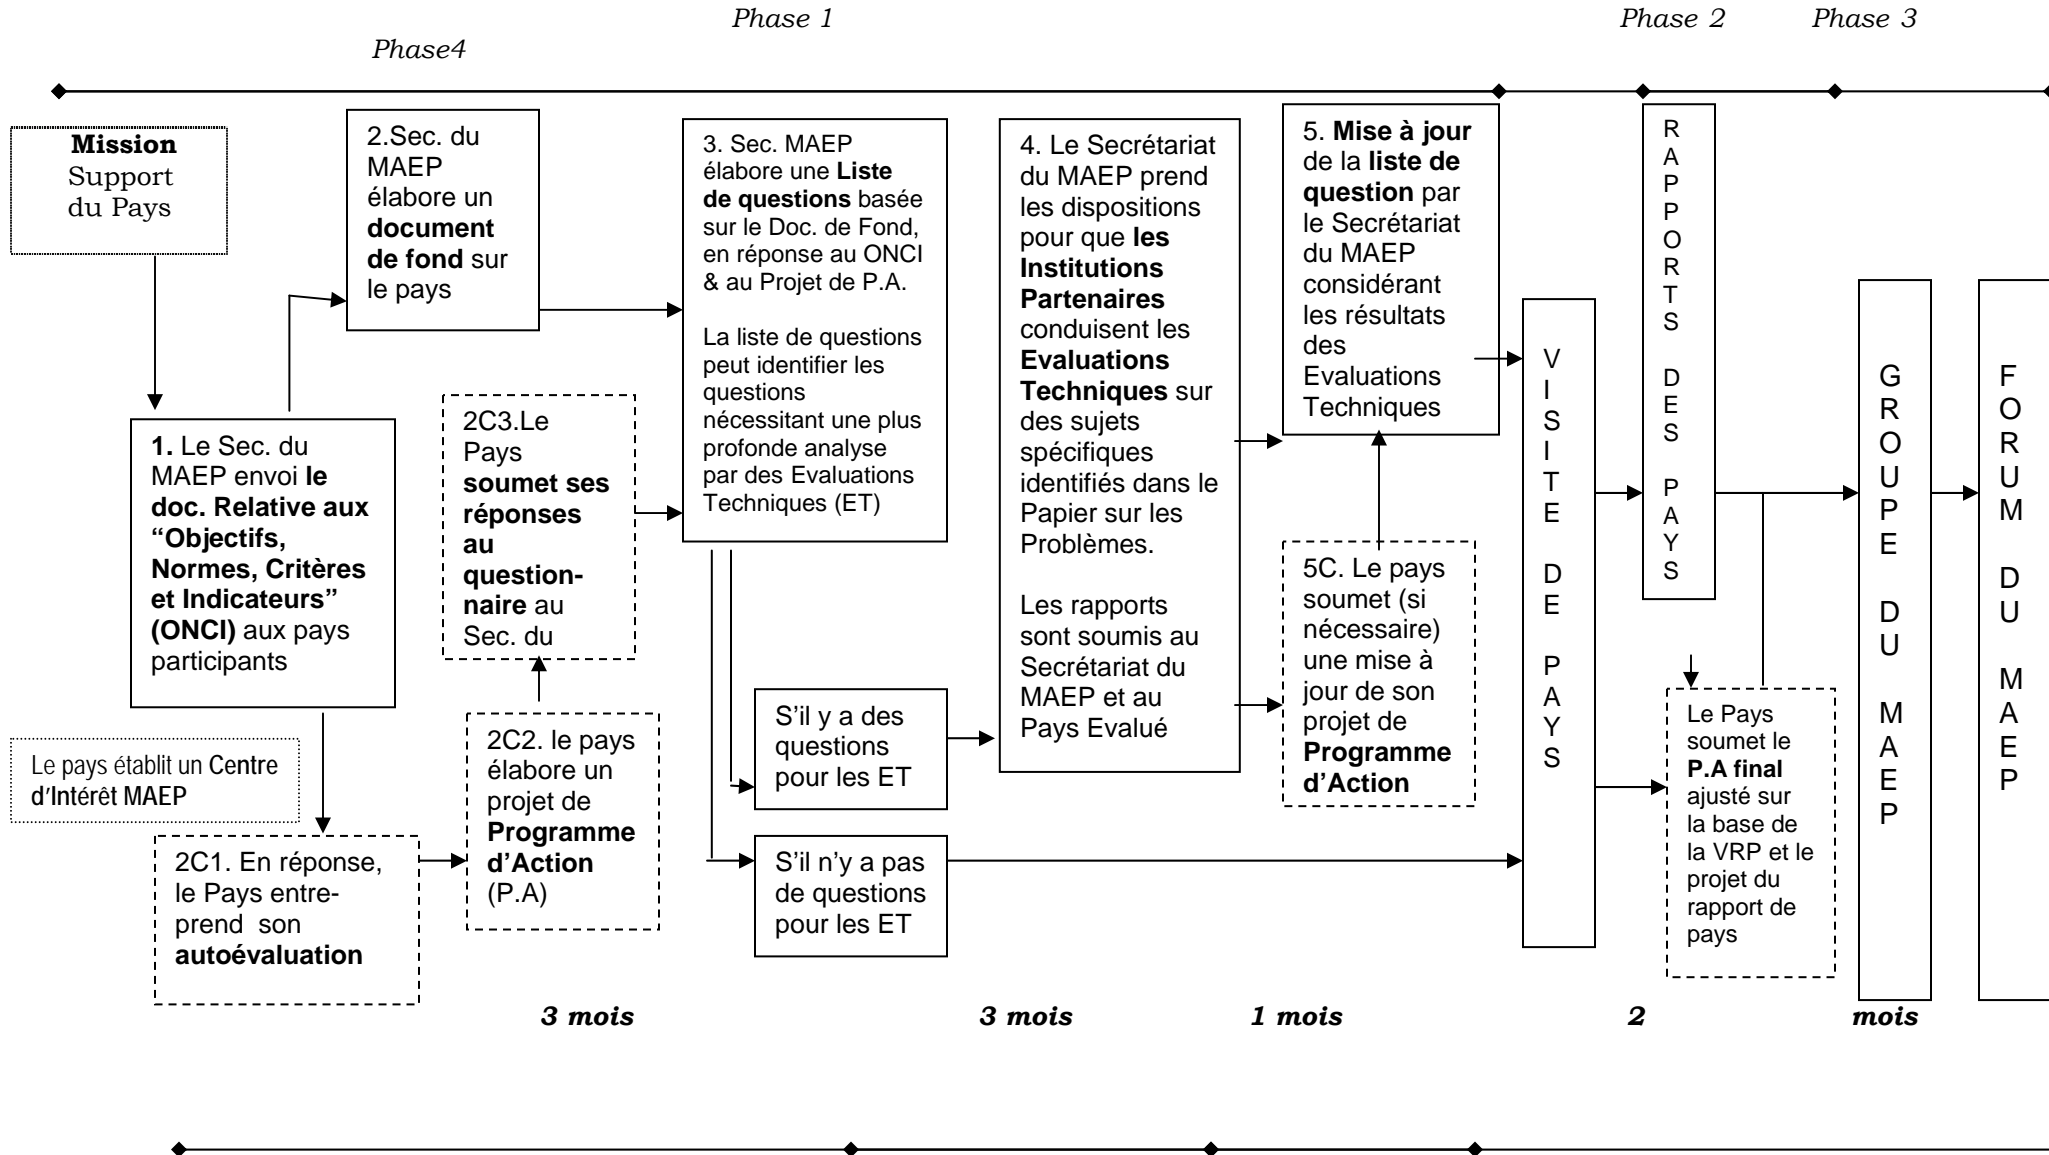 Phase 1
Phase 2
Phase 3
Phase4
Mission
Support
du Pays
2.Sec. du
MAEP
élabore un
document
de fond sur
le pays
3. Sec. MAEP
élabore une Liste
de questions basée
sur le Doc. de Fond,
en réponse au ONCI
& au Projet de P.A.
La liste de questions
peut identifier les
questions
nécessitant une plus
profonde analyse
par des Evaluations
Techniques (ET)
4. Le Secrétariat
du MAEP prend
les dispositions
pour que les
Institutions
Partenaires
conduisent les
Evaluations
Techniques sur
des sujets
spécifiques
identifiés dans le
Papier sur les
Problèmes.
Les rapports
sont soumis au
Secrétariat du
MAEP et au
Pays Evalué
5. Mise à jour
de la liste de
question par
le Secrétariat
du MAEP
considérant
les résultats
des
Evaluations
Techniques
RAPPORTS DES PAYS
VISITE DE PAYS
GROUPE DU MAEP
FORUM DU MAEP
1. Le Sec. du
MAEP envoi le
doc. Relative aux
“Objectifs,
Normes, Critères
et Indicateurs”
(ONCI) aux pays
participants
2C3.Le
Pays
soumet ses
réponses
au
question-
naire au
Sec. du
5C. Le pays
soumet (si
nécessaire)
une mise à
jour de son
projet de
Programme
d’Action
Le pays établit un Centre
d’Intérêt MAEP
2C2. le pays
élabore un
projet de
Programme
d’Action
(P.A)
S’il y a des
questions
pour les ET
Le Pays
soumet le
P.A final
ajusté sur
la base de
la VRP et le
projet du
rapport de
pays
2C1. En réponse,
le Pays entre-
prend son
autoévaluation
S’il n’y a pas
de questions
pour les ET
3 mois
3 mois
1 mois
2
mois